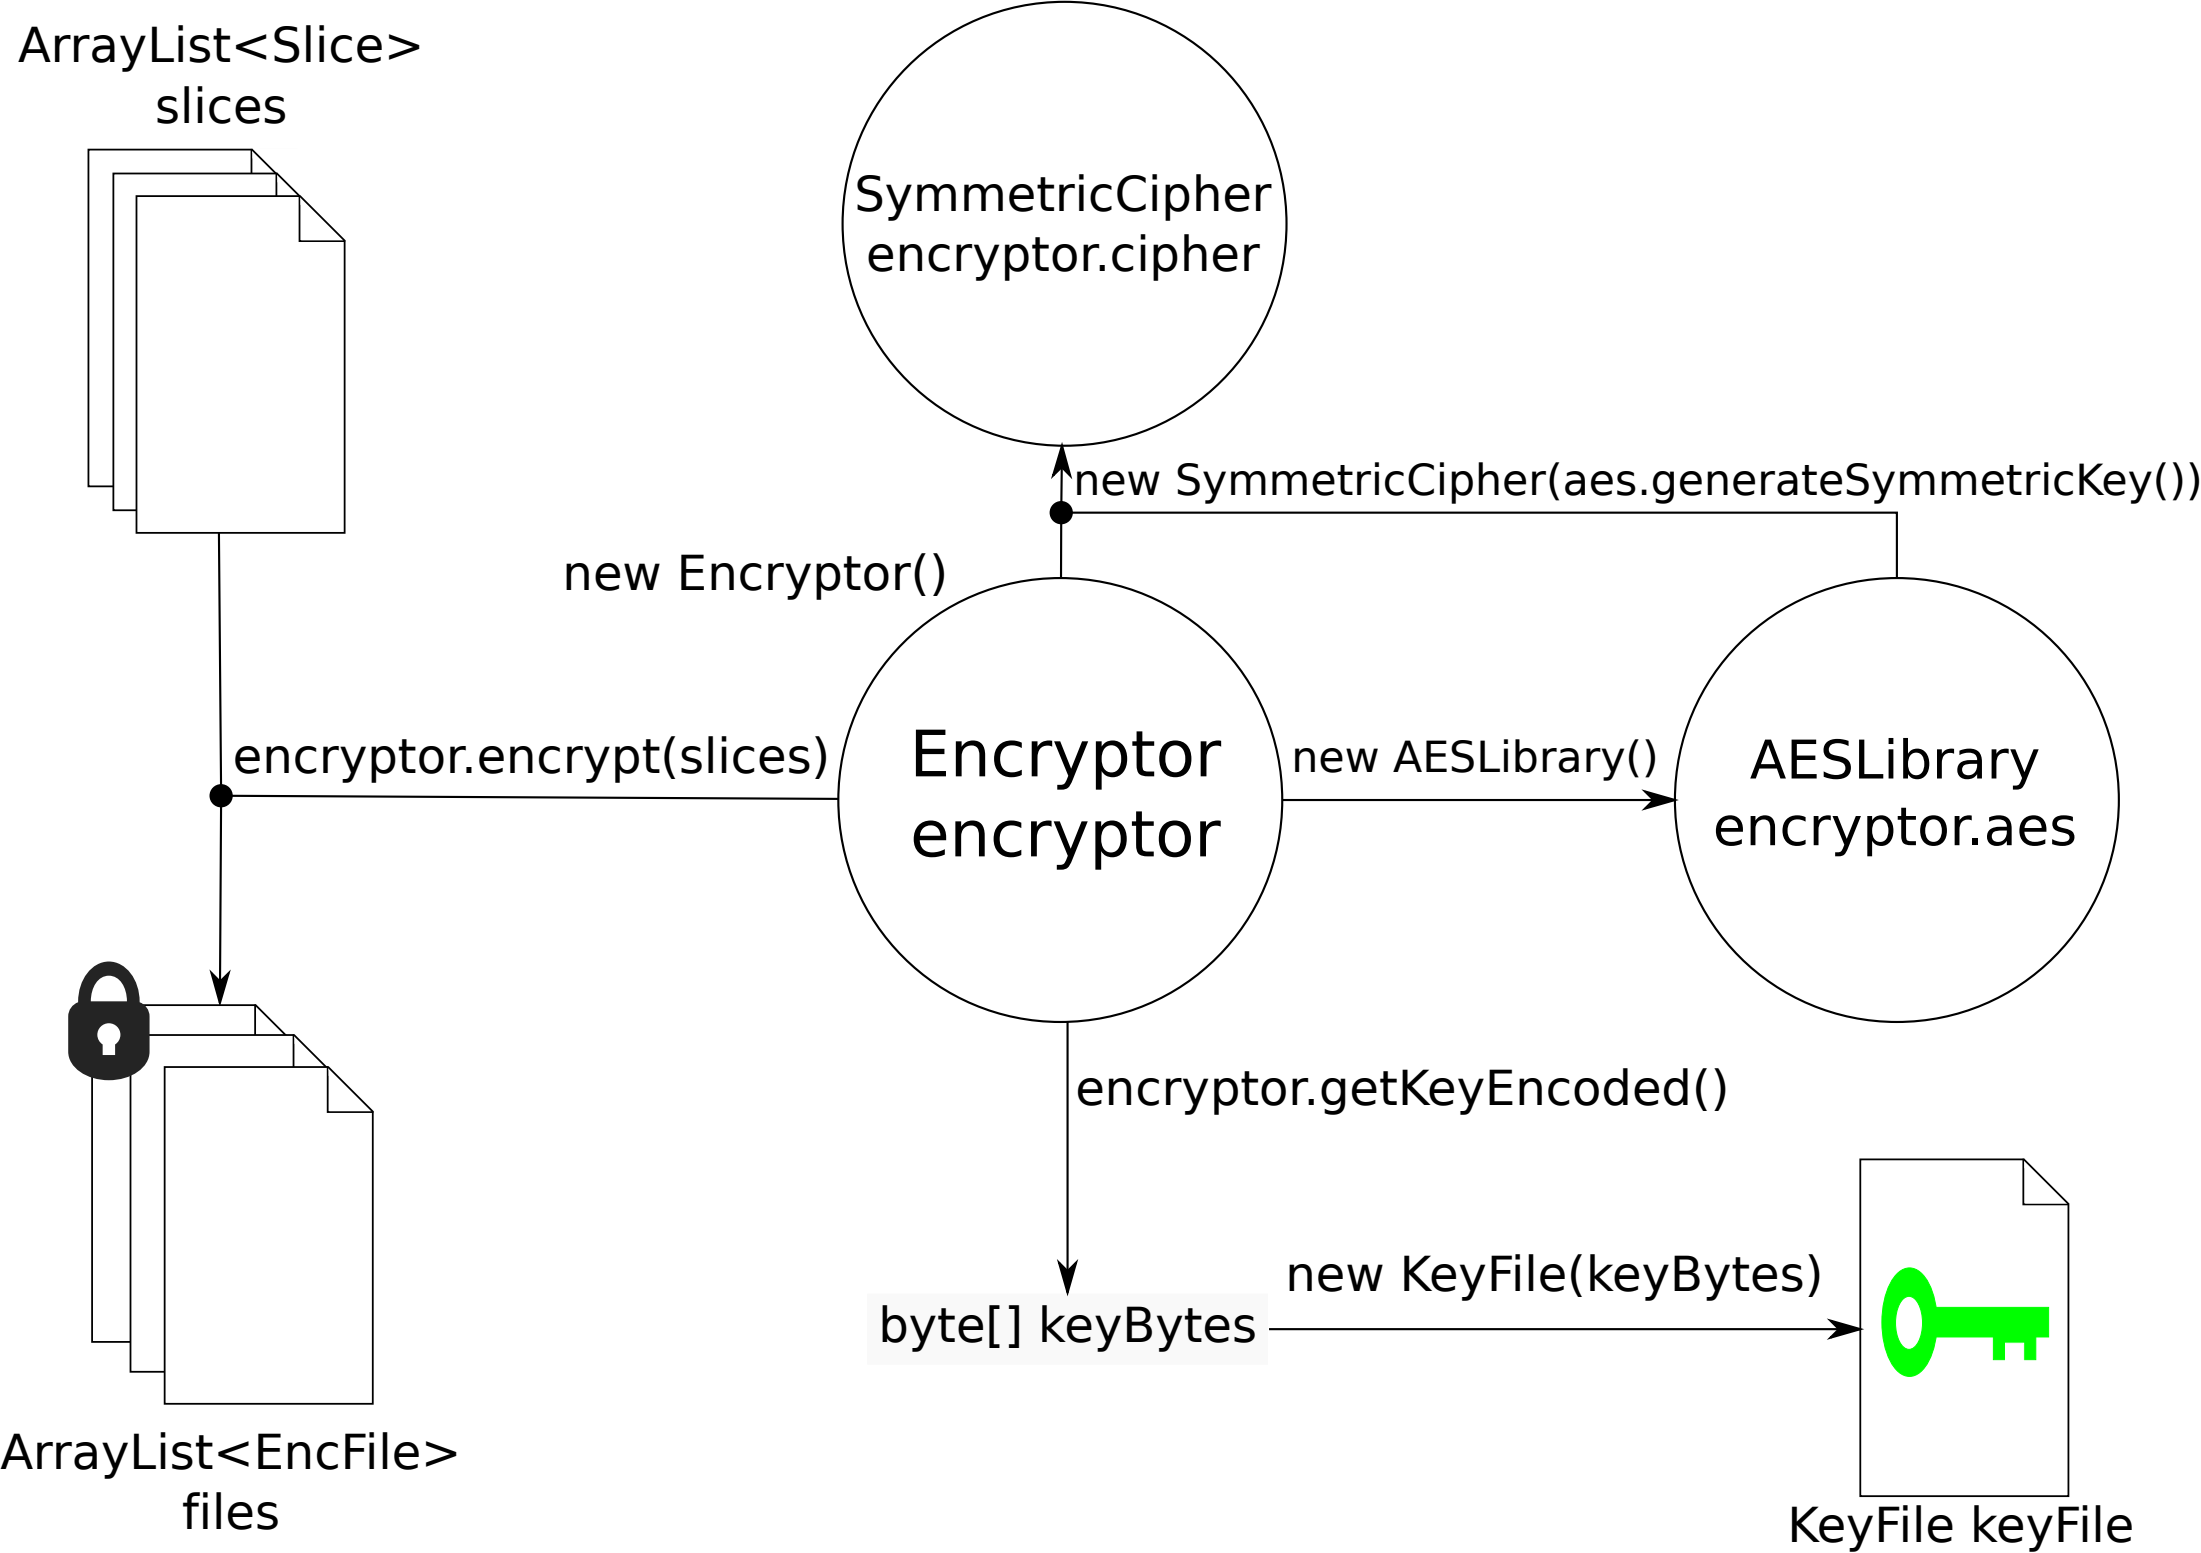 ArrayList<Slice>
slices
SymmetricCipher
encryptor.cipher
new SymmetricCipher(aes.generateSymmetricKey())
new Encryptor()
encryptor.encrypt(slices)
Encryptor
encryptor
new AESLibrary()
AESLibrary
encryptor.aes
encryptor.getKeyEncoded()
byte[] keyBytes
new KeyFile(keyBytes)
ArrayList<EncFile>
files
KeyFile keyFile